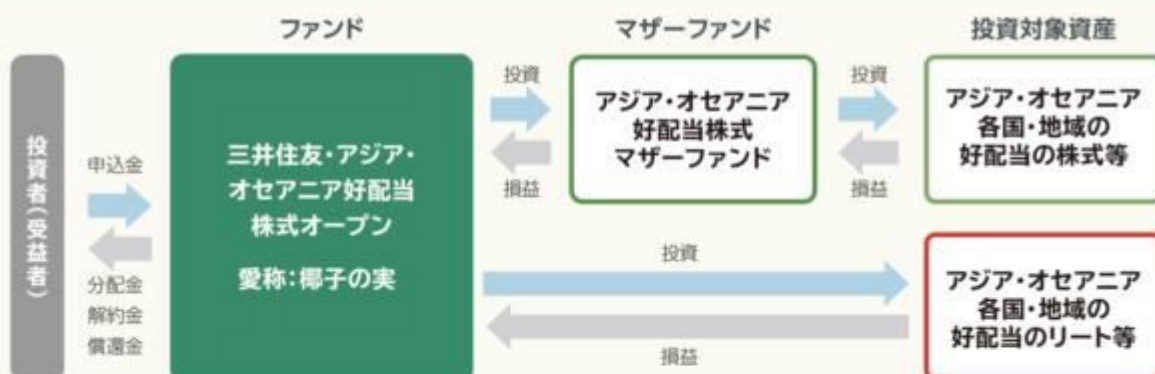 ファンド
マザーファンド
投資対象資産
投資者(受益者)
申込金
分配金
解約金
償還金
三井住友・アジア・
オセアニア好配当
株式オープン
愛称:椰子の実
投資
損益
アジア・オセアニア
好配当株式
マザーファンド
投資
損益
アジア・オセアニア
各国・地域の
好配当の株式等
投資
損益
アジア・オセアニア
各国・地域の
好配当のリート等